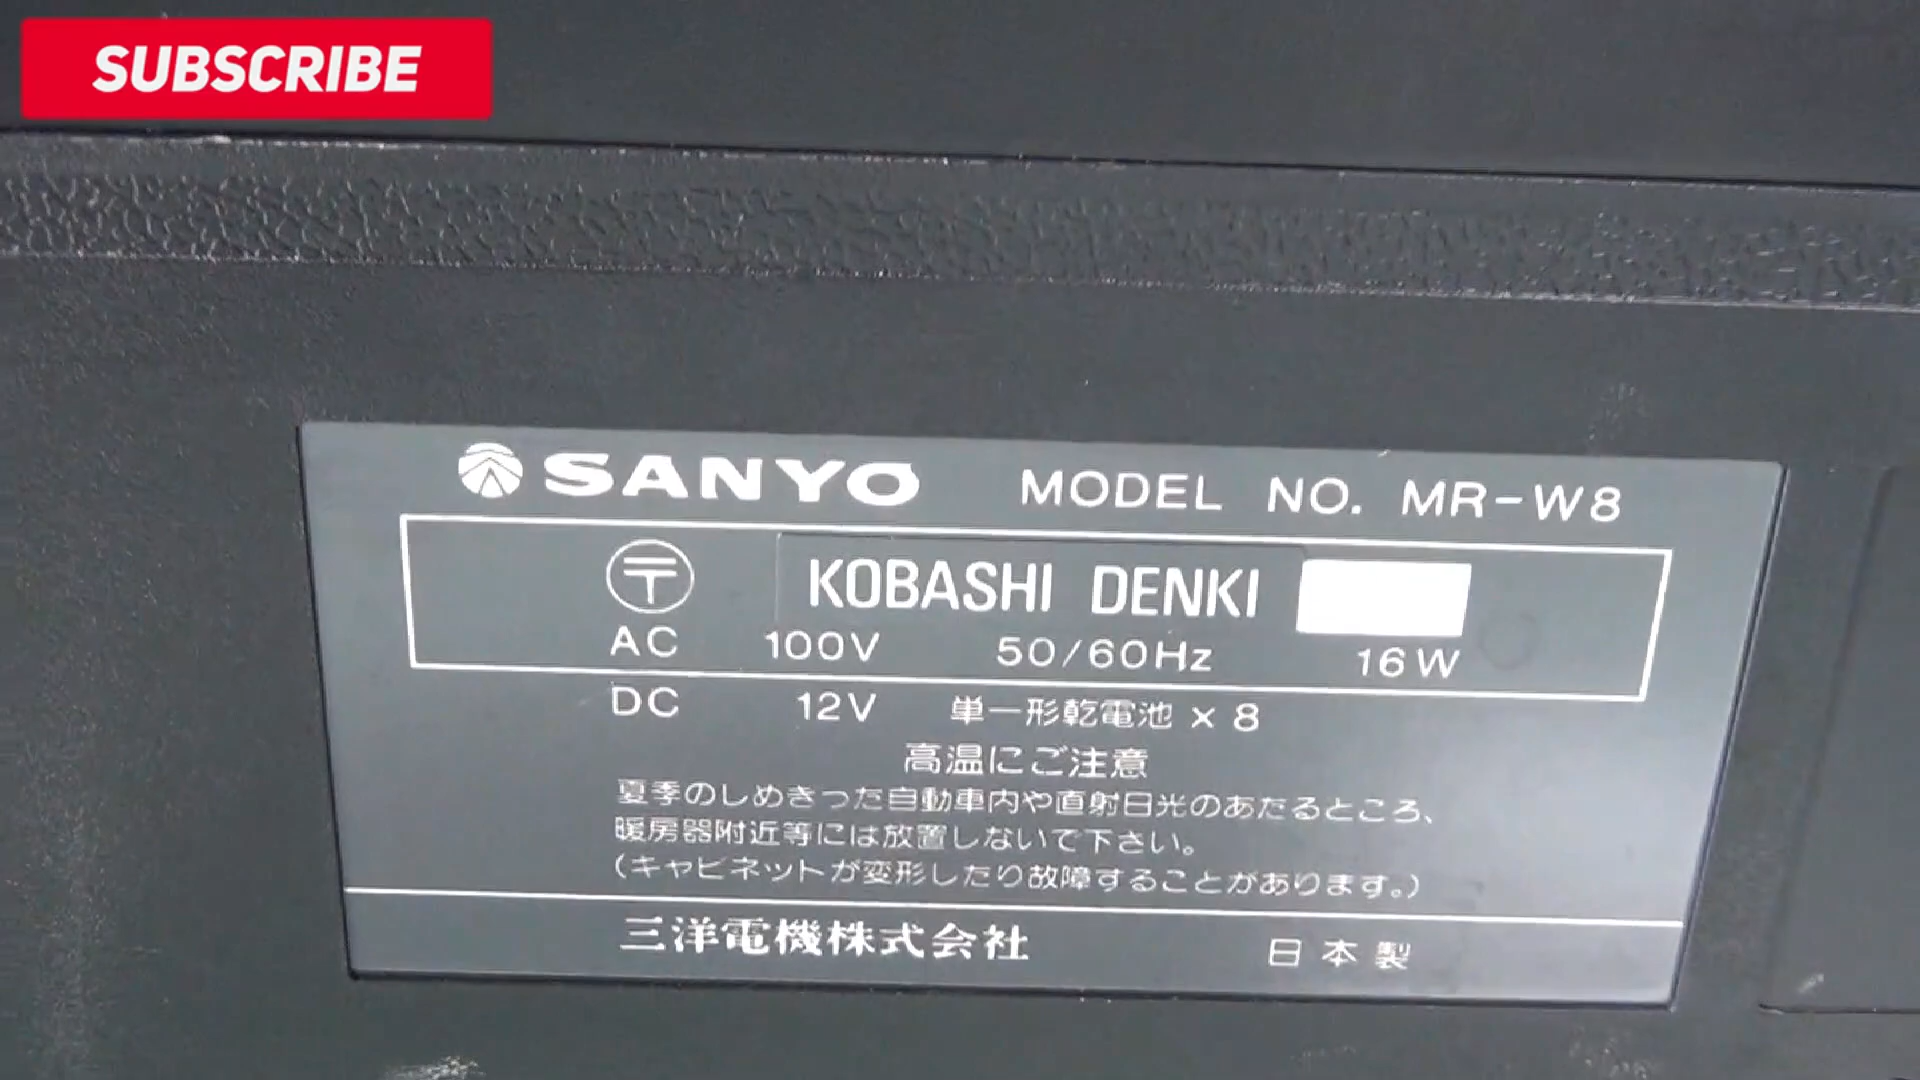 SUBSCRIBE
SANYO MODEL NO. MR-W8
〒 KOBASHI DENKI
AC 100V 50/60Hz 16W
DC 12V 単一形乾電池 × 8
高温にご注意
夏季のしめきった自動車内や直射日光のあたるところ、
暖房器附近等には放置しないで下さい。
(キャビネットが変形したり故障することがあります。)
三洋電機株式会社 日本製